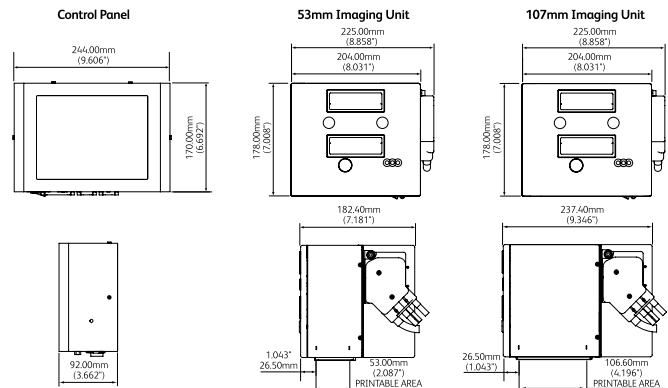 Control Panel
53mm Imaging Unit
107mm Imaging Unit
244.00mm
(9.606")
225.00mm
(8.858")
204.00mm
(8.031")
225.00mm
(8.858")
204.00mm
(8.031")
170.00mm
(6.692")
178.00mm
(7.008")
178.00mm
(7.008")
182.40mm
(7.181")
237.40mm
(9.346")
92.00mm
(3.662")
1.043"
26.50mm
53.00mm
(2.087")
PRINTABLE AREA
26.50mm
(1.043")
106.60mm
(4.196")
PRINTABLE AREA